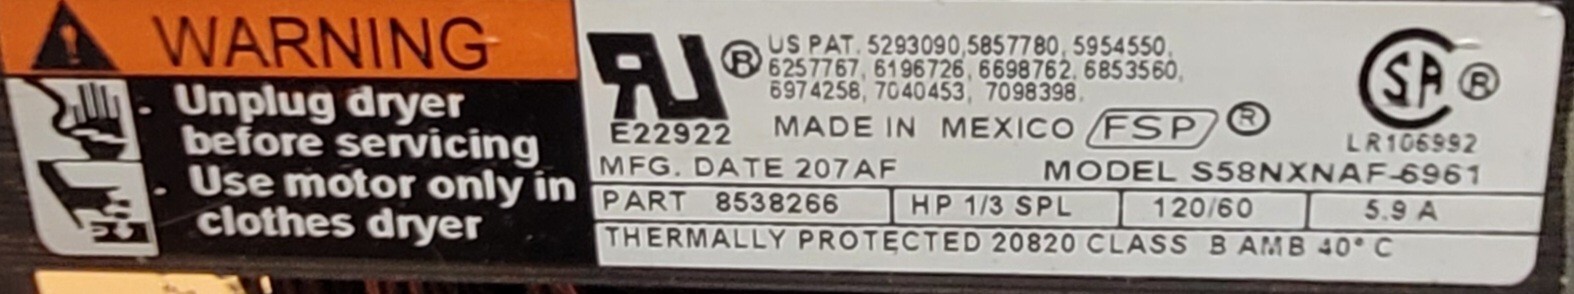 WARNING
- Unplug dryer
before servicing
- Use motor only in
clothes dryer
RU ® US PAT. 5293090,5857780, 5954550,
6257767, 6196726, 6698762, 6853560,
6974258, 7040453, 7098398.
E22922 MADE IN MEXICO FSP ®
SA ®
LR106992
MFG. DATE 207AF MODEL S58NXNAF-6961
PART 8538266 HP 1/3 SPL 120/60 5.9 A
THERMALLY PROTECTED 20820 CLASS B AMB 40° C